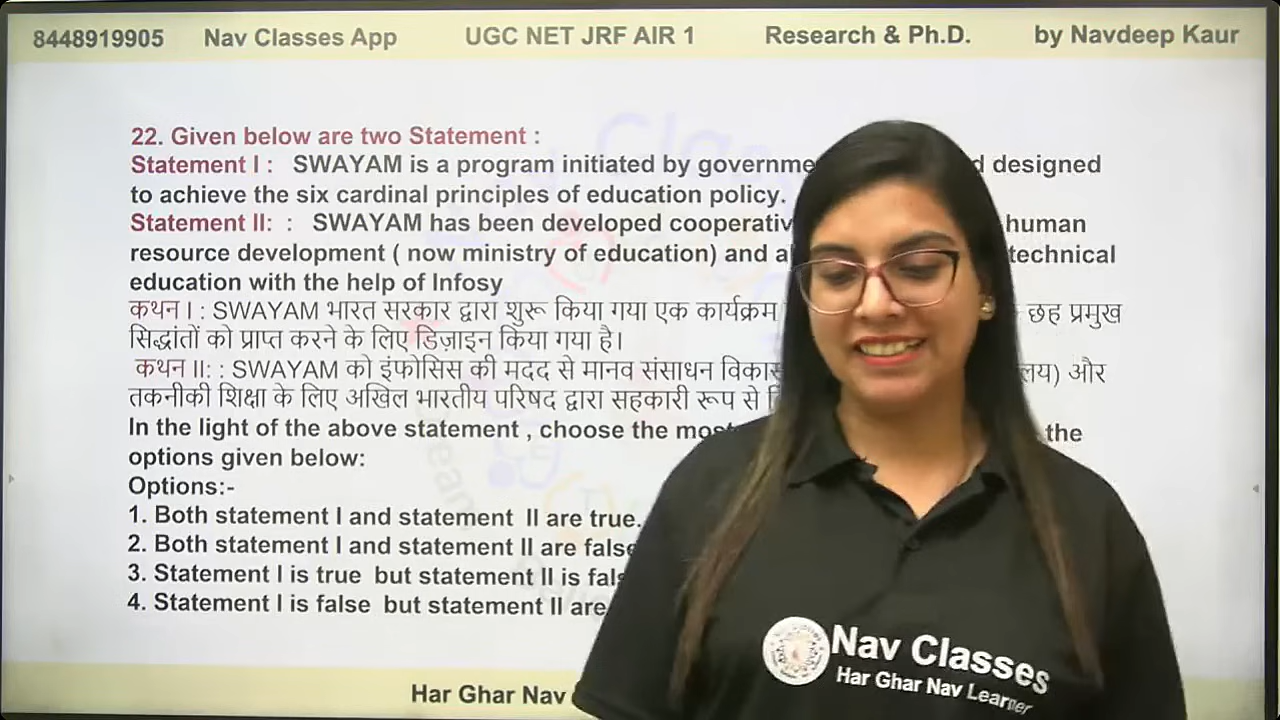 8448919905 Nav Classes App UGC NET JRF AIR 1 Research & Ph.D. by Navdeep Kaur
22. Given below are two Statement :
Statement I : SWAYAM is a program initiated by designed
to achieve the six cardinal principles of education policy.
Statement II: : SWAYAM has been developed human
resource development ( now ministry of education) and technical
education with the help of Infosy
कथन I : SWAYAM भारत सरकार द्वारा शुरू किया गया एक कार्यक्रम छह प्रमुख
सिद्धांतों को प्राप्त करने के लिए डिज़ाइन किया गया है।
कथन II: : SWAYAM को इंफोसिस की मदद से मानव संसाधन और
तकनीकी शिक्षा के लिए अखिल भारतीय परिषद द्वारा सहकारी रूप से
In the light of the above statement , choose the the
options given below:
Options:-
1. Both statement I and statement II are true.
2. Both statement I and statement II are
3. Statement I is true but statement II is
4. Statement I is false but statement II are
Nav Classes
Har Ghar Nav Learner
Har Ghar Nav